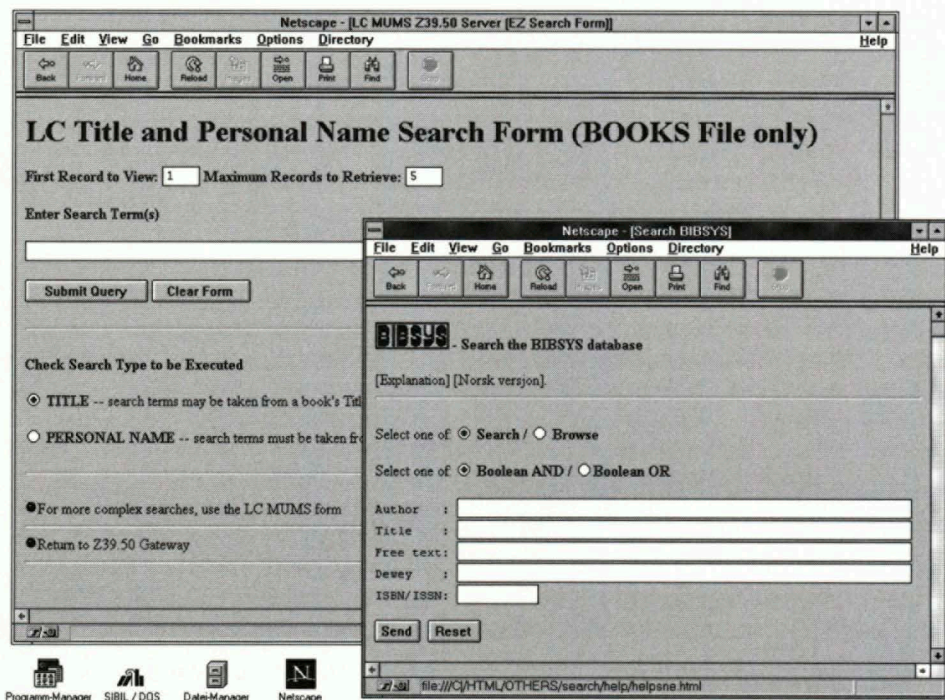 Netscape - [LC MUMS Z39.50 Server [EZ Search Form]]
File Edit View Go Bookmarks Options Directory Help
Back Forward Home Reload Images Open Print Find Stop
LC Title and Personal Name Search Form (BOOKS File only)
First Record to View: 1 Maximum Records to Retrieve: 5
Enter Search Term(s)
Submit Query Clear Form
Check Search Type to be Executed
TITLE -- search terms may be taken from a book's Titl
PERSONAL NAME -- search terms must be taken fr
For more complex searches, use the LC MUMS form
Return to Z39.50 Gateway
Netscape - [Search BIBSYS]
File Edit View Go Bookmarks Options Directory Help
Back Forward Home Reload Images Open Print Find Stop
BIBSYS - Search the BIBSYS database
[Explanation] [Norsk versjon].
Select one of: Search / Browse
Select one of: Boolean AND / Boolean OR
Author :
Title :
Free text:
Dewey :
ISBN/ISSN:
Send Reset
file:///C|/HTML/OTHERS/search/help/helpsne.html
Programm-Manager SIBIL / DOS Datei-Manager Netscape